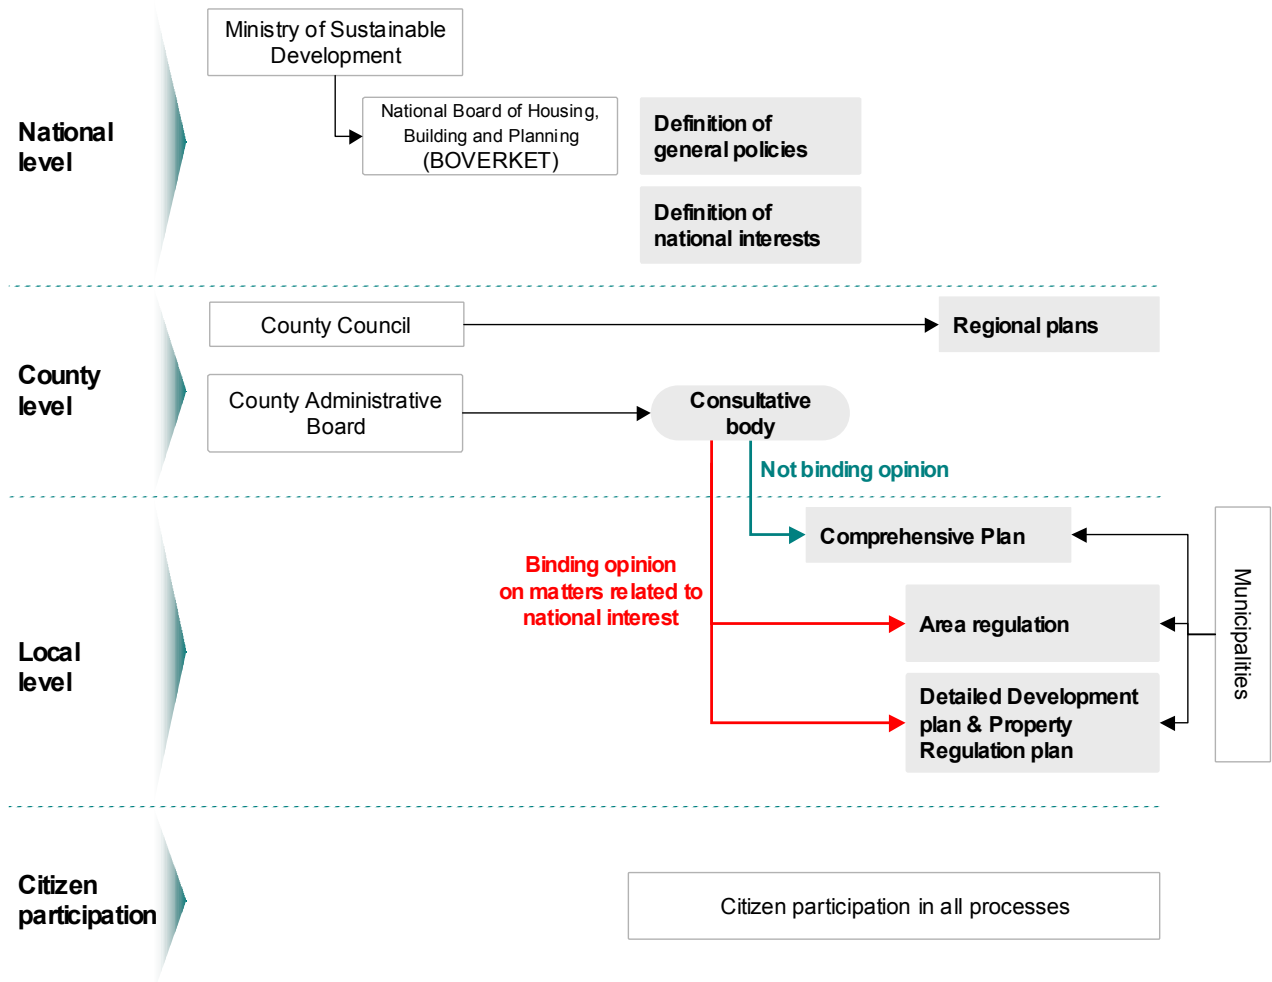 National
level
Ministry of Sustainable
Development
National Board of Housing,
Building and Planning
(BOVERKET)
Definition of
general policies
Definition of
national interests
County
level
County Council
Regional plans
County Administrative
Board
Consultative
body
Not binding opinion
Local
level
Binding opinion
on matters related to
national interest
Comprehensive Plan
Area regulation
Detailed Development
plan & Property
Regulation plan
Municipalities
Citizen
participation
Citizen participation in all processes